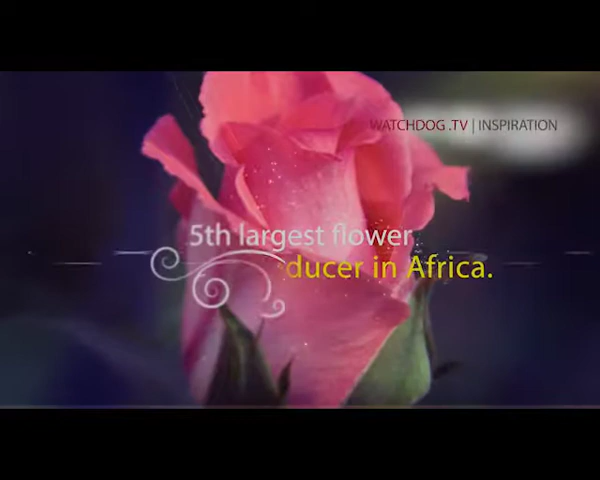 WATCHDOG .TV | INSPIRATION
5th largest flower
ducer in Africa.